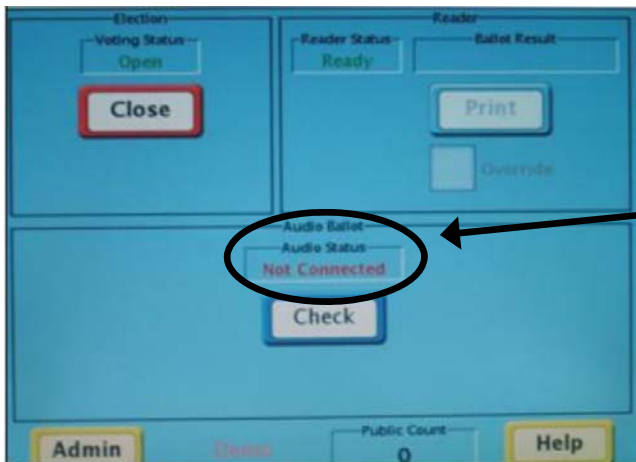 Election
Voting Status
Open
Close
Reader
Reader Status
Ready
Ballot Result
Print
Override
Audio Ballot
Audio Status
Not Connected
Check
Admin
Demo
Public Count
0
Help